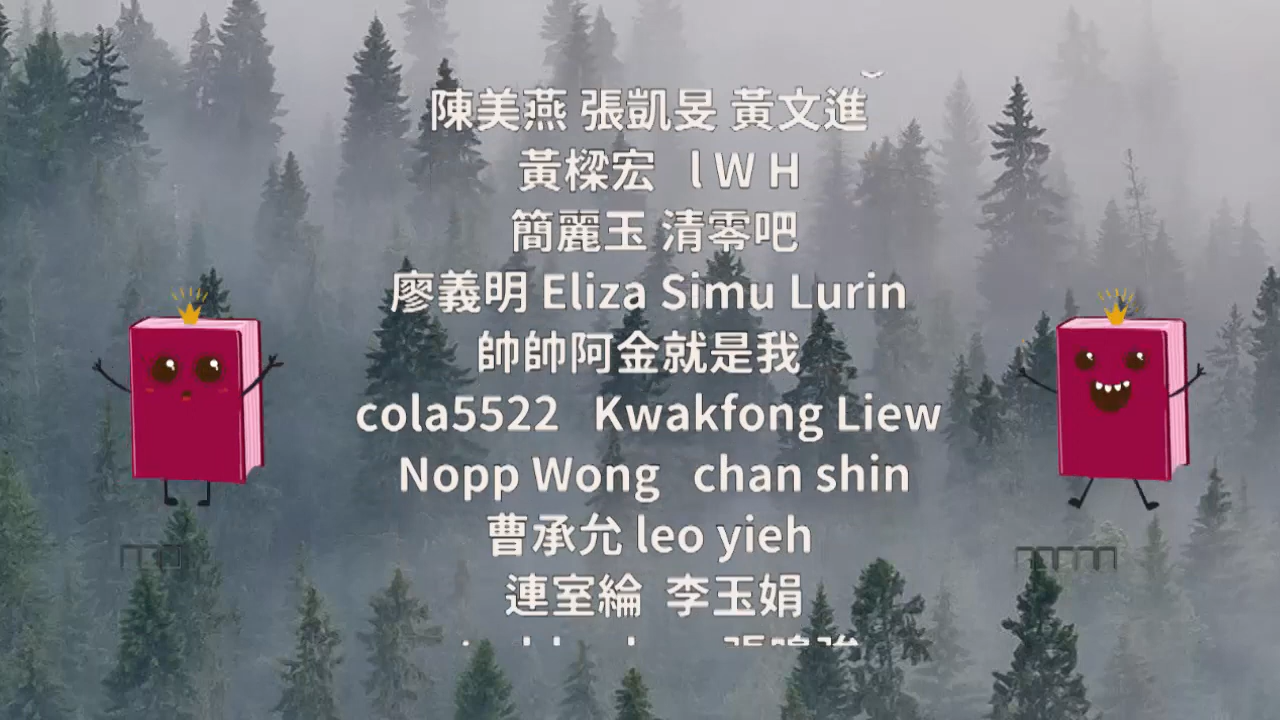 陳美燕 張凱旻 黃文進
黃樑宏 l W H
簡麗玉 清零吧
廖義明 Eliza Simu Lurin
帥帥阿金就是我
cola5522 Kwakfong Liew
Nopp Wong chan shin
曹承允 leo yieh
連室綸 李玉娟